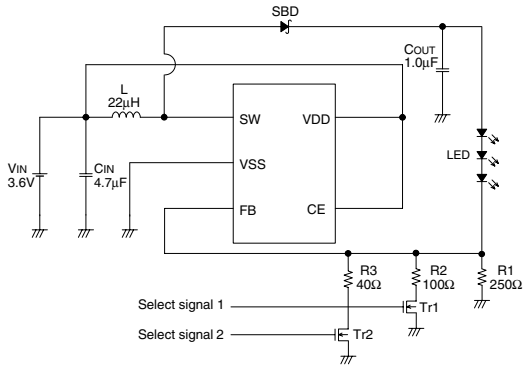 SBD
COUT
1.0μF
L
22μH
SW
VDD
VIN
3.6V
CIN
4.7μF
VSS
LED
FB
CE
R3
40Ω
R2
100Ω
R1
250Ω
Select signal 1
Tr1
Select signal 2
Tr2